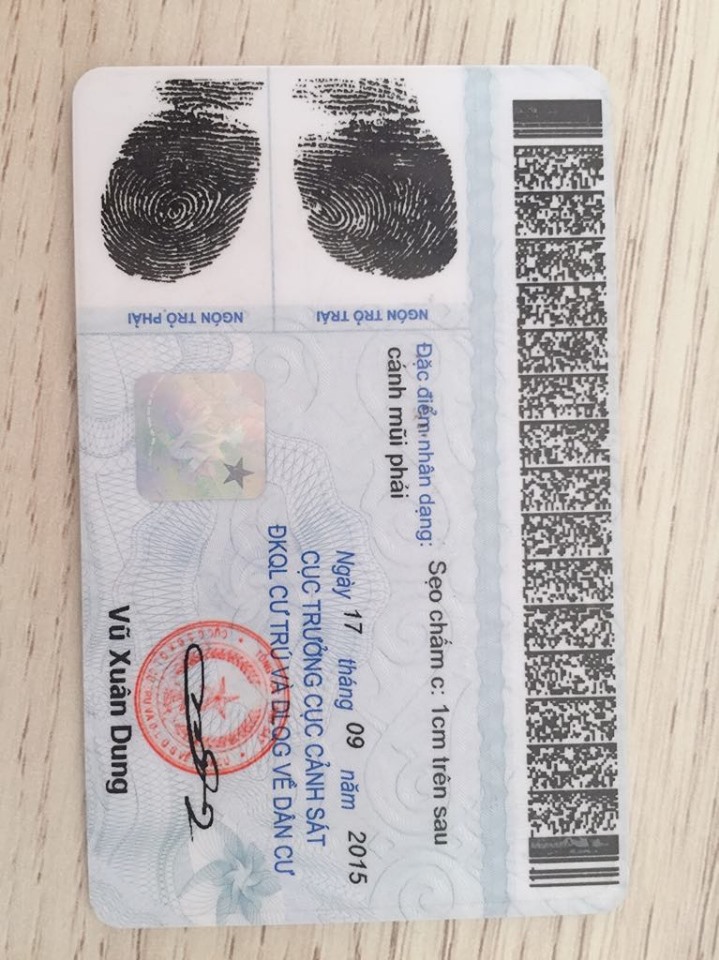 Đặc điểm nhân dạng: Sẹo chấm c: 1cm trên sau
cánh mũi phải
Ngày 17 tháng 09 năm 2015
CỤC TRƯỞNG CỤC CẢNH SÁT
ĐKQL CƯ TRÚ VÀ DLQG VỀ DÂN CƯ
Vũ Xuân Dung
NGÓN TRỎ TRÁI
NGÓN TRỎ PHẢI